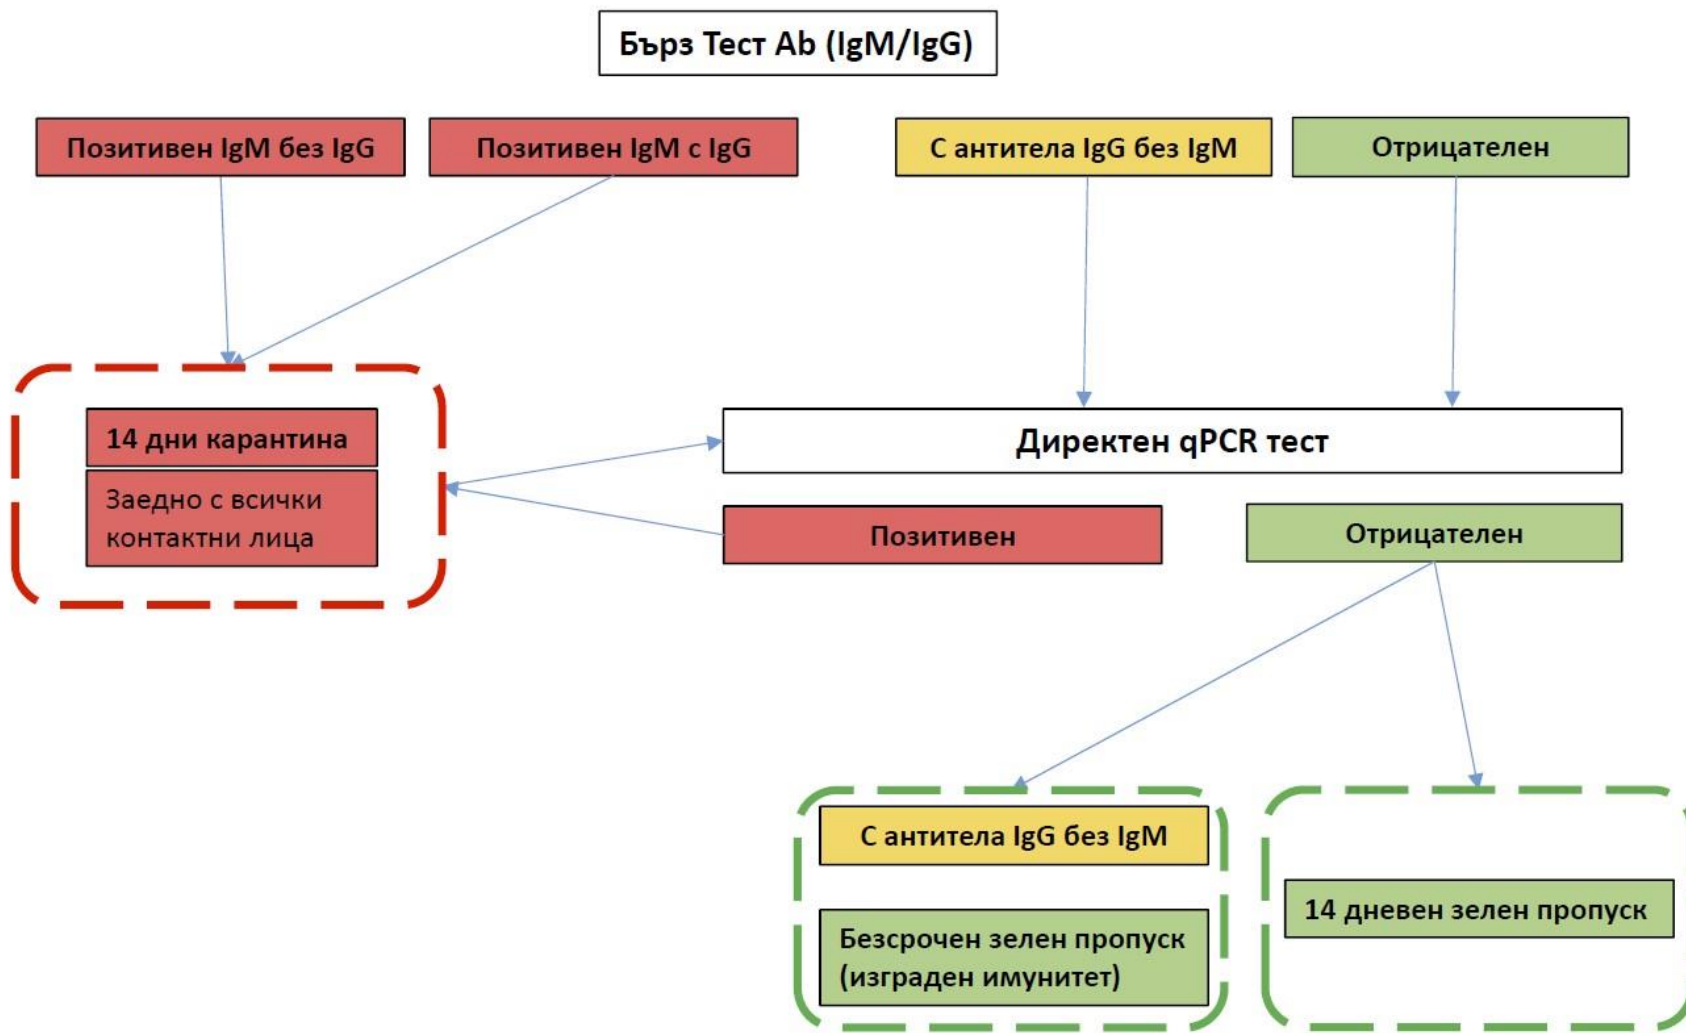 Бърз Тест Ab (IgM/IgG)
Позитивен IgM без IgG
Позитивен IgM с IgG
С антитела IgG без IgM
Отрицателен
14 дни карантина
Заедно с всички
контактни лица
Директен qPCR тест
Позитивен
Отрицателен
С антитела IgG без IgM
Безсрочен зелен пропуск
(изграден имунитет)
14 дневен зелен пропуск